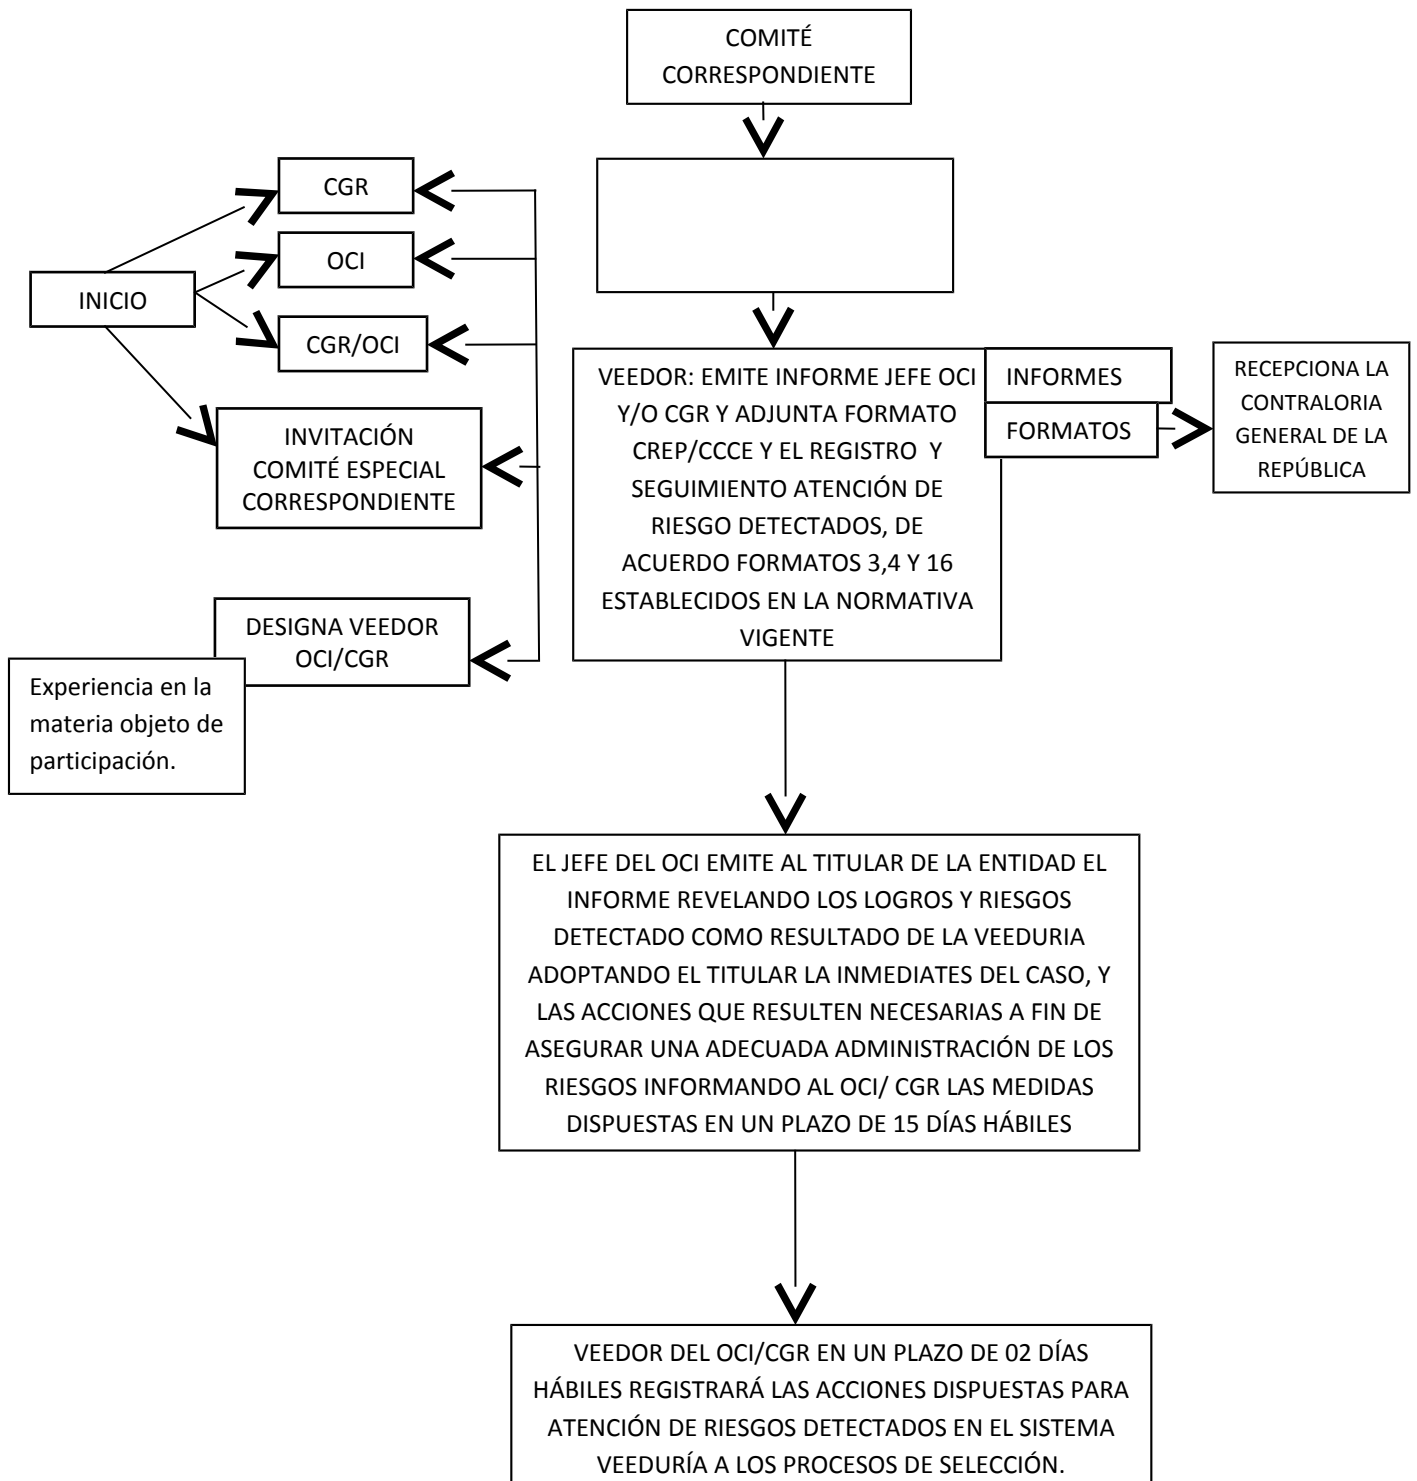 COMITÉ
CORRESPONDIENTE
CGR
OCI
INICIO
CGR/OCI
INVITACIÓN
COMITÉ ESPECIAL
CORRESPONDIENTE
DESIGNA VEEDOR
OCI/CGR
Experiencia en la
materia objeto de
participación.
VEEDOR: EMITE INFORME JEFE OCI
Y/O CGR Y ADJUNTA FORMATO
CREP/CCCE Y EL REGISTRO Y
SEGUIMIENTO ATENCIÓN DE
RIESGO DETECTADOS, DE
ACUERDO FORMATOS 3,4 Y 16
ESTABLECIDOS EN LA NORMATIVA
VIGENTE
INFORMES
FORMATOS
RECEPCIONA LA
CONTRALORIA
GENERAL DE LA
REPÚBLICA
EL JEFE DEL OCI EMITE AL TITULAR DE LA ENTIDAD EL
INFORME REVELANDO LOS LOGROS Y RIESGOS
DETECTADO COMO RESULTADO DE LA VEEDURIA
ADOPTANDO EL TITULAR LA INMEDIATES DEL CASO, Y
LAS ACCIONES QUE RESULTEN NECESARIAS A FIN DE
ASEGURAR UNA ADECUADA ADMINISTRACIÓN DE LOS
RIESGOS INFORMANDO AL OCI/ CGR LAS MEDIDAS
DISPUESTAS EN UN PLAZO DE 15 DÍAS HÁBILES
VEEDOR DEL OCI/CGR EN UN PLAZO DE 02 DÍAS
HÁBILES REGISTRARÁ LAS ACCIONES DISPUESTAS PARA
ATENCIÓN DE RIESGOS DETECTADOS EN EL SISTEMA
VEEDURÍA A LOS PROCESOS DE SELECCIÓN.